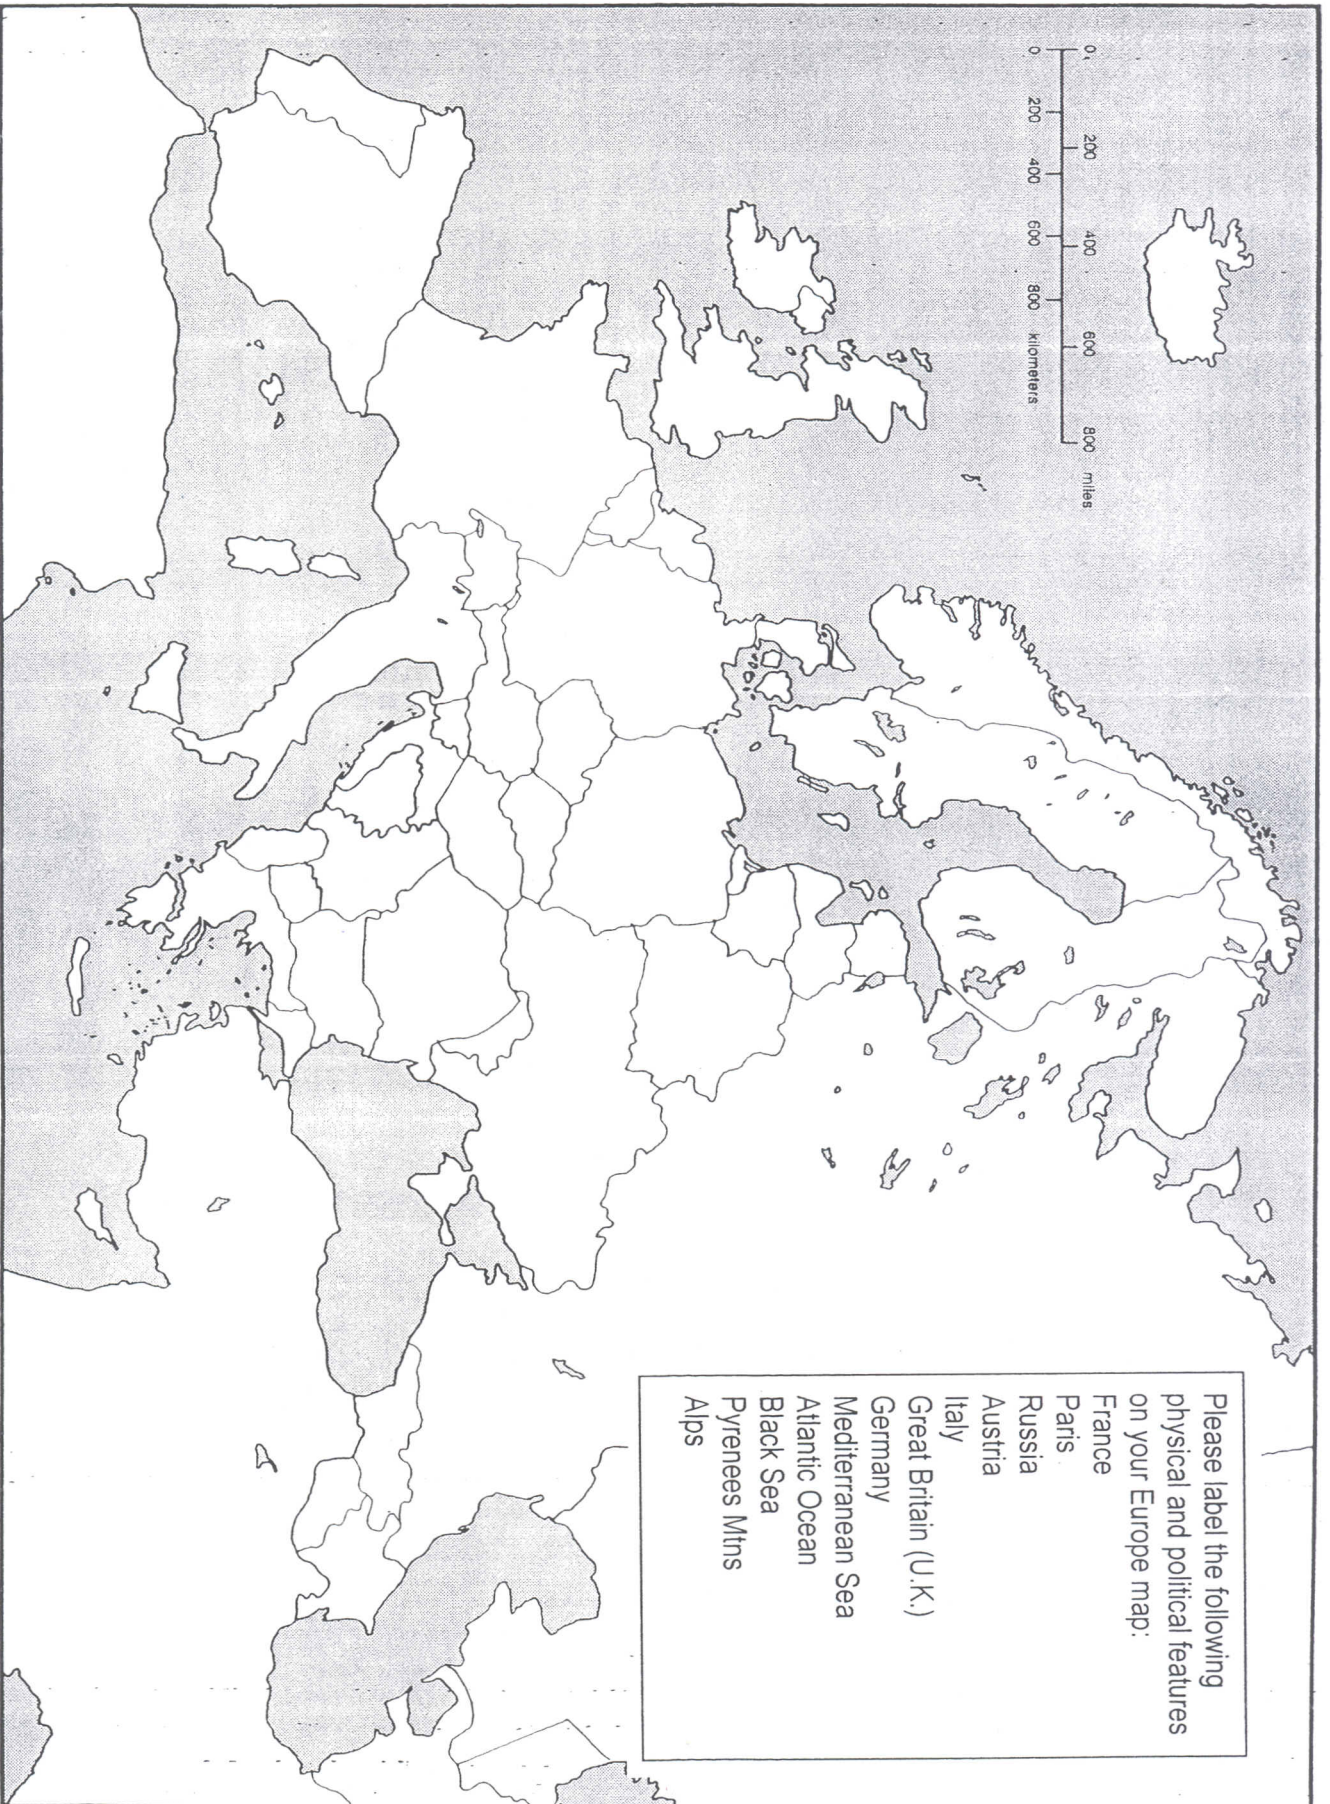 0 200 400 600 800 miles
0 200 400 600 800 kilometers
Please label the following
physical and political features
on your Europe map:
France
Paris
Russia
Austria
Italy
Great Britain (U.K.)
Germany
Mediterranean Sea
Atlantic Ocean
Black Sea
Pyrenees Mtns
Alps